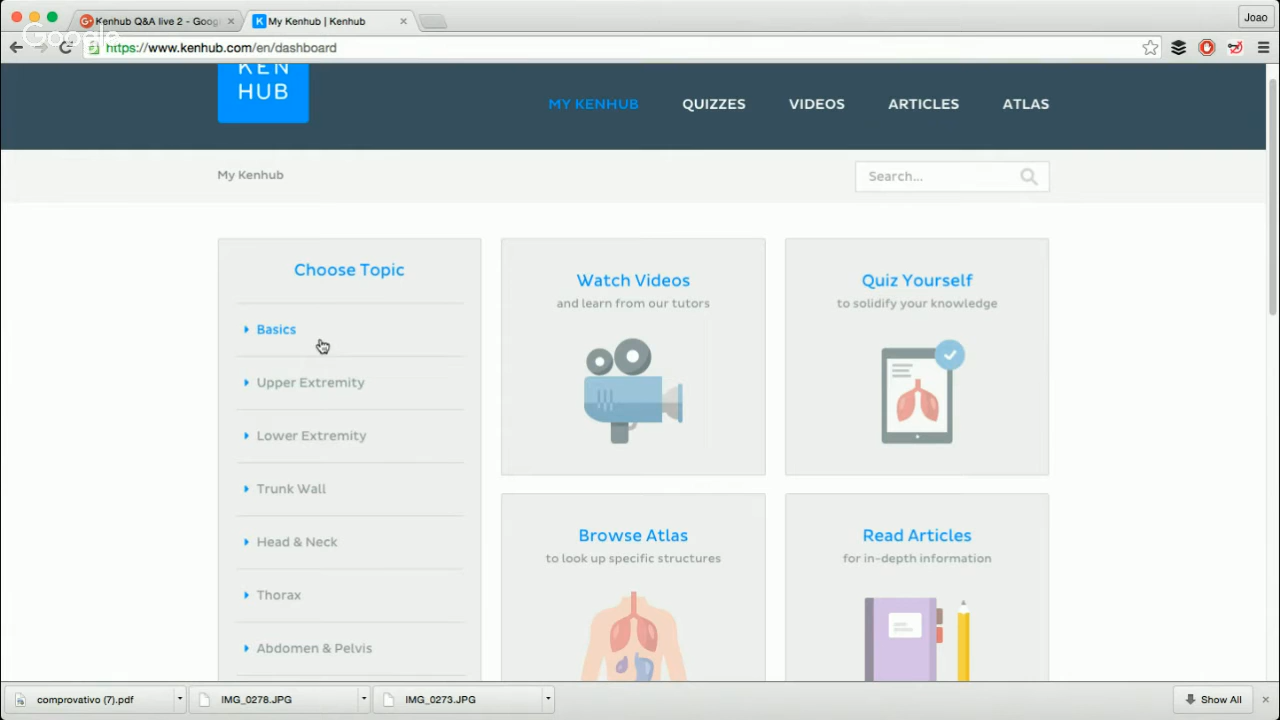 Kenhub Q&A live 2 - Goog
My Kenhub | Kenhub
Joao
Google
https://www.kenhub.com/en/dashboard
KEN
HUB
MY KENHUB
QUIZZES
VIDEOS
ARTICLES
ATLAS
My Kenhub
Search...
Choose Topic
Basics
Upper Extremity
Lower Extremity
Trunk Wall
Head & Neck
Thorax
Abdomen & Pelvis
Watch Videos
and learn from our tutors
Quiz Yourself
to solidify your knowledge
Browse Atlas
to look up specific structures
Read Articles
for in-depth information
comprovativo (7).pdf
IMG_0278.JPG
IMG_0273.JPG
Show All